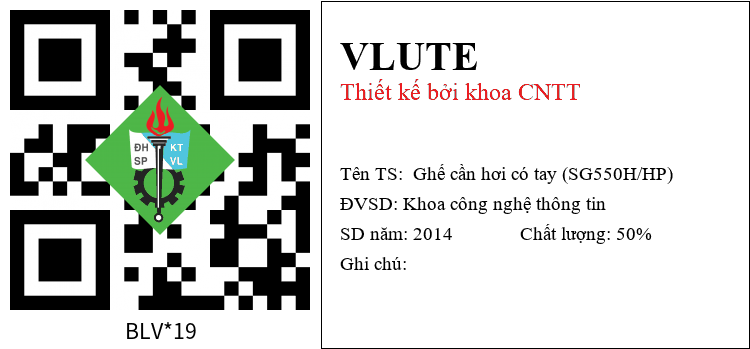 ĐH
SP
KT
VL
BLV*19
VLUTE
Thiết kế bởi khoa CNTT
Tên TS: Ghế cần hơi có tay (SG550H/HP)
ĐVSD: Khoa công nghệ thông tin
SD năm: 2014 Chất lượng: 50%
Ghi chú: